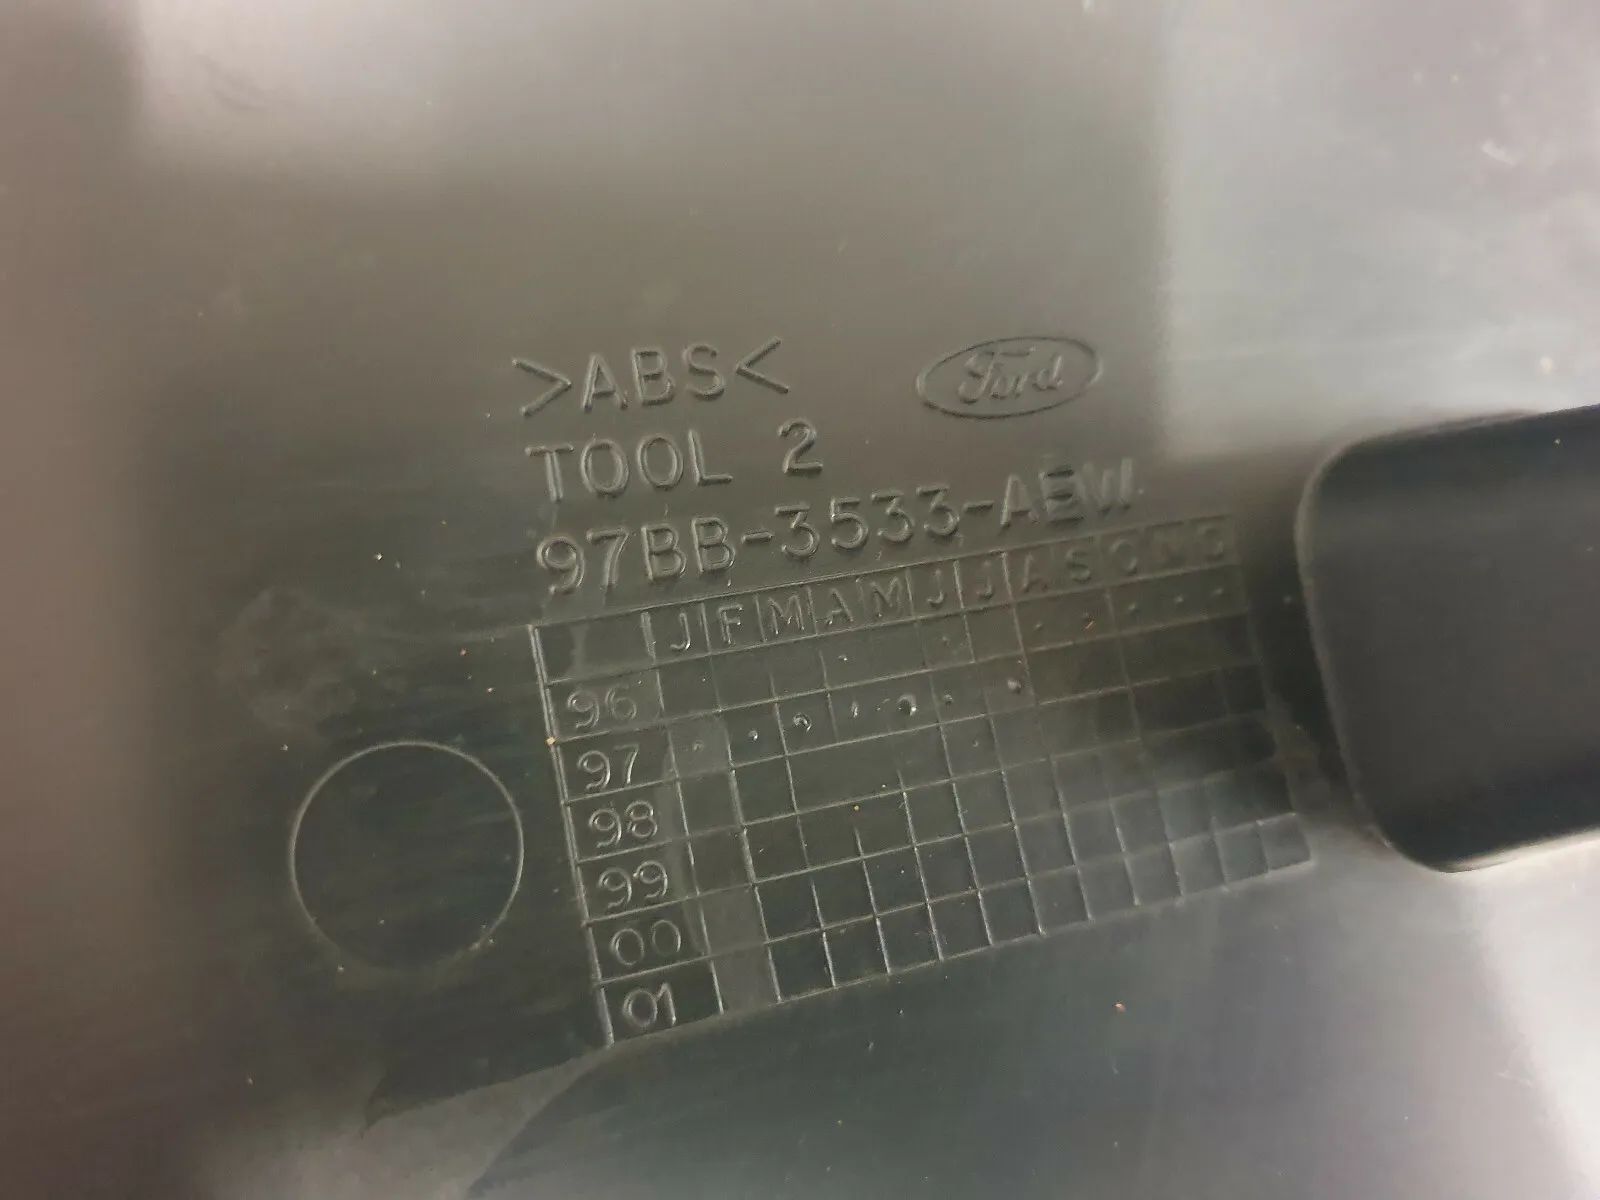 >ABS<
Ford
TOOL 2
97BB-3533-AEW
J F M A M J J A S O N D
96
97
98
99
00
01